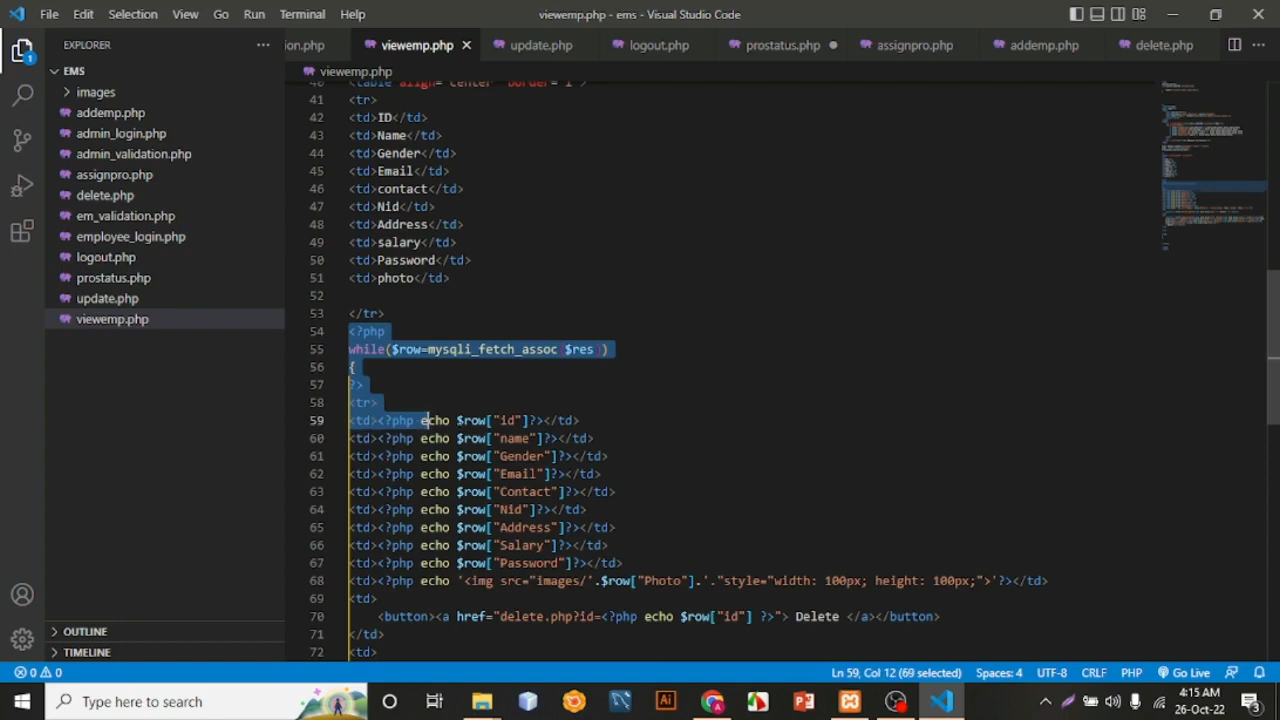 File Edit Selection View Go Run Terminal Help viewemp.php - ems - Visual Studio Code
EXPLORER
ion.php viewemp.php update.php logout.php prostatus.php assignpro.php addemp.php delete.php
EMS
images
addemp.php
admin_login.php
admin_validation.php
assignpro.php
delete.php
em_validation.php
employee_login.php
logout.php
prostatus.php
update.php
viewemp.php
OUTLINE
TIMELINE
viewemp.php
40 <table align="center" border="1">
41 <tr>
42 <td>ID</td>
43 <td>Name</td>
44 <td>Gender</td>
45 <td>Email</td>
46 <td>contact</td>
47 <td>Nid</td>
48 <td>Address</td>
49 <td>salary</td>
50 <td>Password</td>
51 <td>photo</td>
52
53 </tr>
54 <?php
55 while($row=mysqli_fetch_assoc($res))
56 {
57 ?>
58 <tr>
59 <td><?php echo $row["id"]?></td>
60 <td><?php echo $row["name"]?></td>
61 <td><?php echo $row["Gender"]?></td>
62 <td><?php echo $row["Email"]?></td>
63 <td><?php echo $row["Contact"]?></td>
64 <td><?php echo $row["Nid"]?></td>
65 <td><?php echo $row["Address"]?></td>
66 <td><?php echo $row["Salary"]?></td>
67 <td><?php echo $row["Password"]?></td>
68 <td><?php echo '<img src="images/'.$row["Photo"].'."style="width: 100px; height: 100px;">'?></td>
69 <td>
70 <button><a href="delete.php?id=<?php echo $row["id"] ?>"> Delete </a></button>
71 </td>
72 <td>
1
0 0 Ln 59, Col 12 (69 selected) Spaces: 4 UTF-8 CRLF PHP Go Live
Type here to search
4:15 AM
26-Oct-22
3